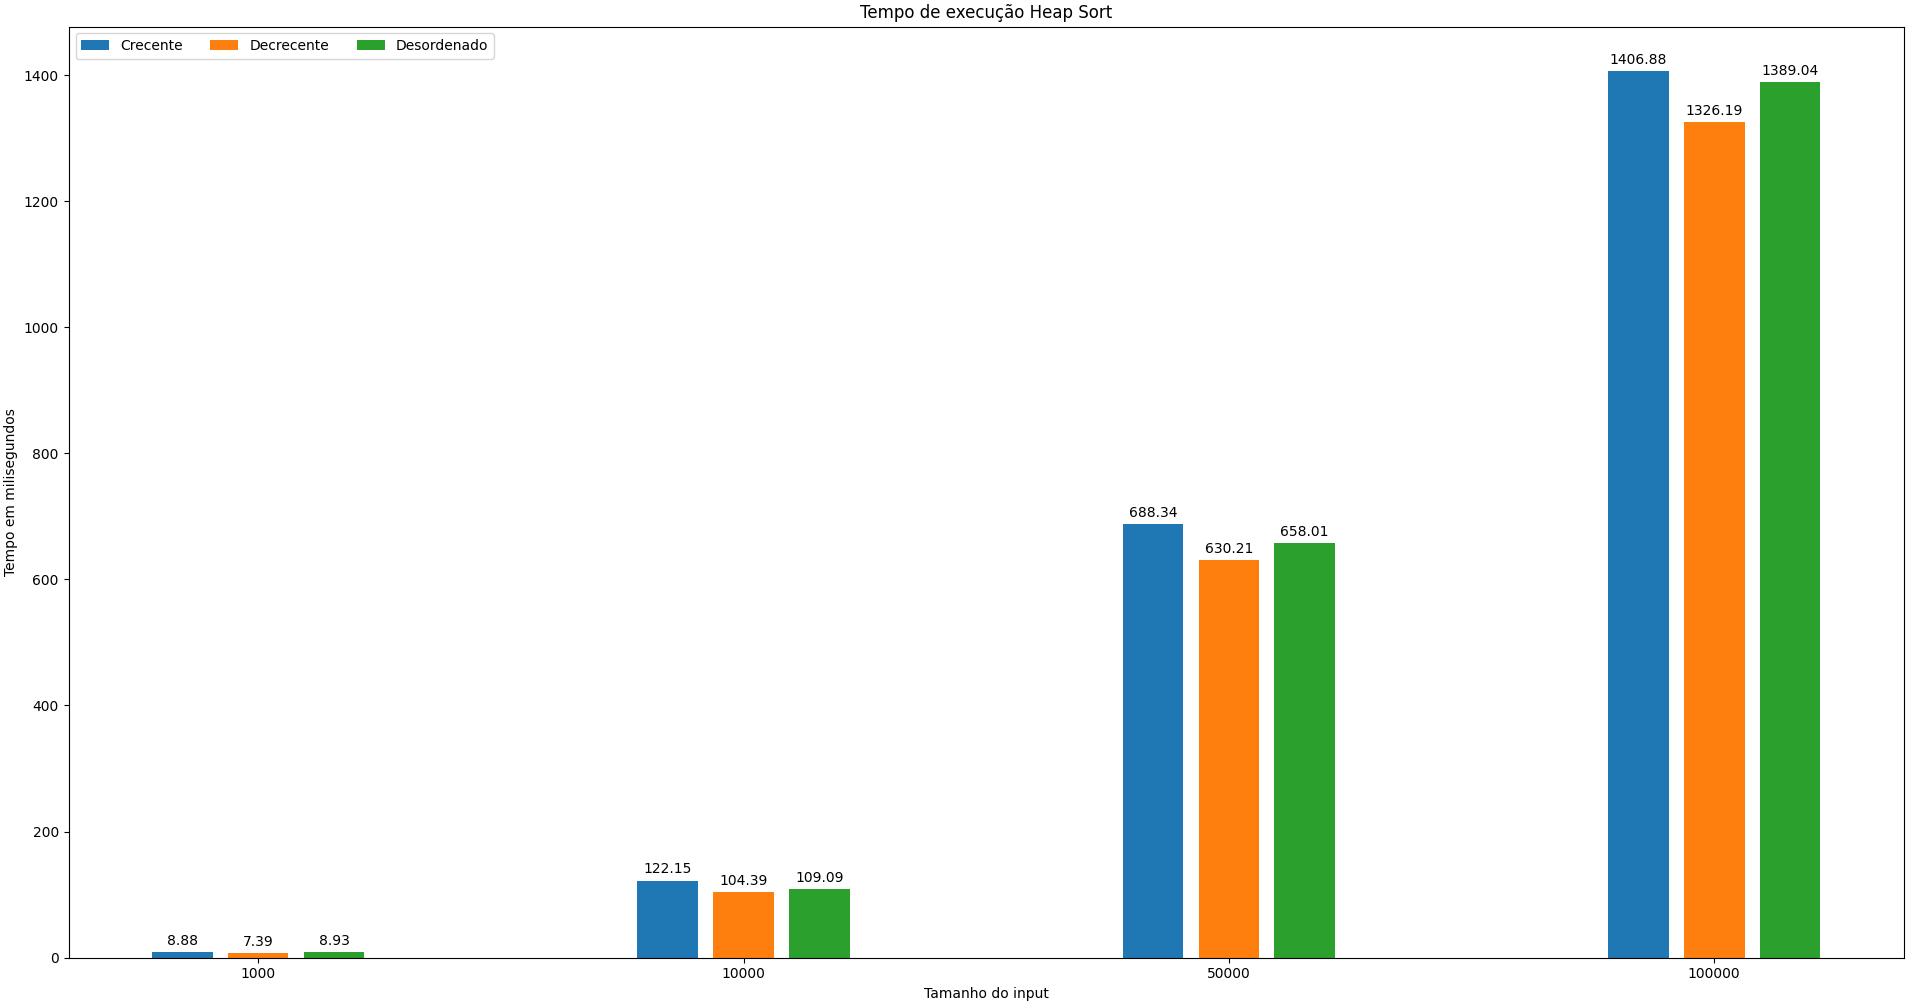 Tempo de execução Heap Sort
Crecente Decrecente Desordenado
1406.88 1326.19 1389.04
688.34 630.21 658.01
122.15 104.39 109.09
8.88 7.39 8.93
1400
1200
1000
800
600
400
200
0
Tempo em milisegundos
1000 10000 50000 100000
Tamanho do input